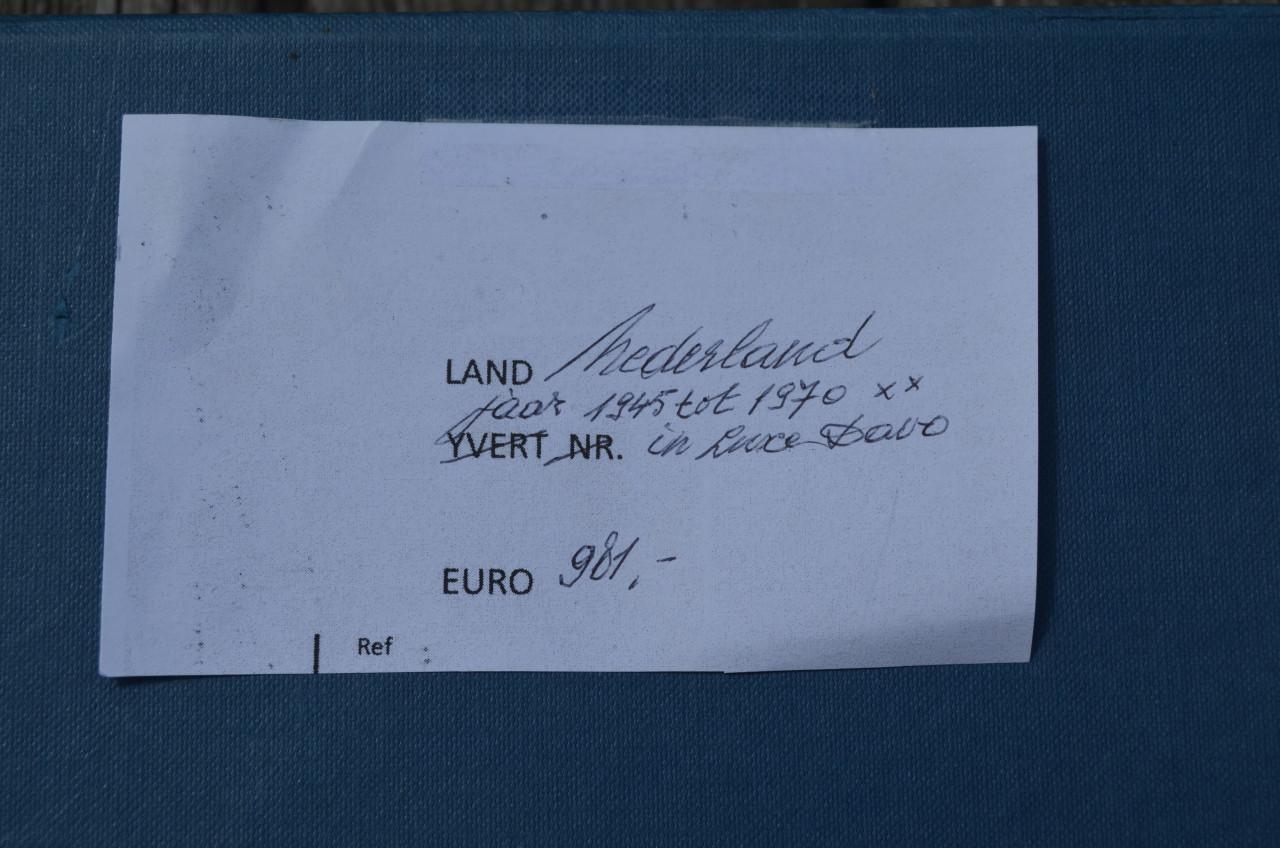 LAND Nederland
jaar 1945 tot 1970 xx
YVERT NR. in Luxe Davo
EURO 981,-
Ref :